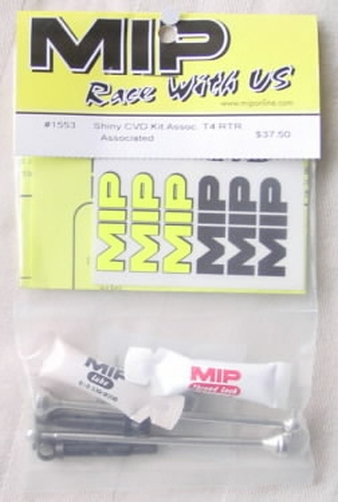 MIP
Race With US
www.miponline.com
#1553 Shiny CVD Kit Assoc. T4 RTR
Associated $37.50
MIP MIP MIP MIP MIP MIP
MIP
Lube
MIP
Thread Lock